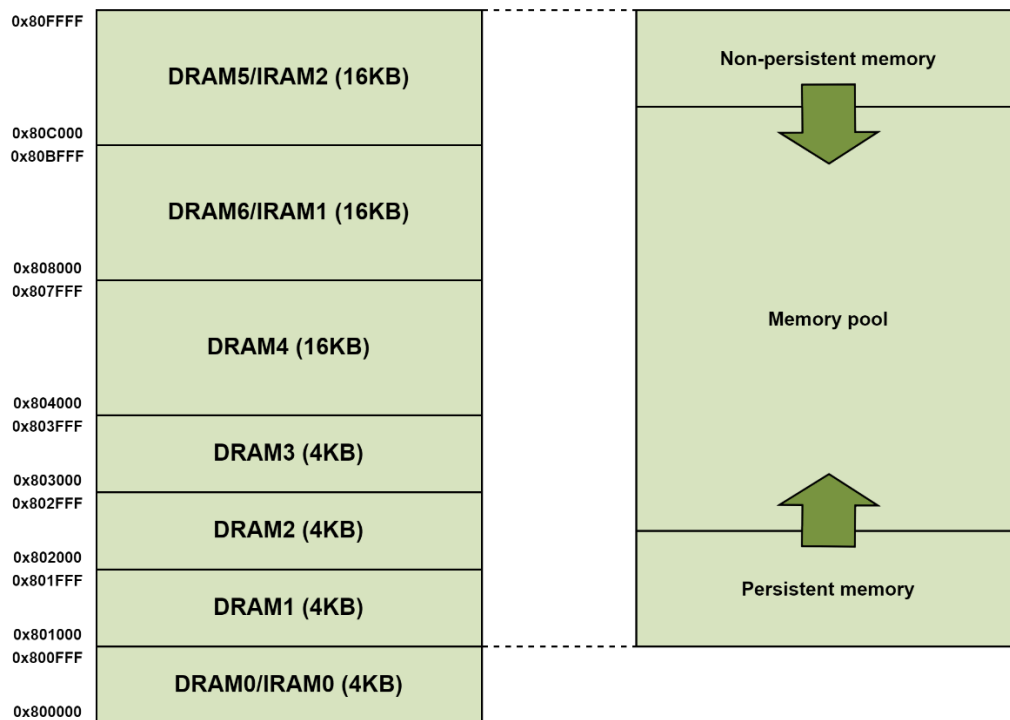 0x80FFFF
DRAM5/IRAM2 (16KB)
0x80C000
0x80BFFF
DRAM6/IRAM1 (16KB)
0x808000
0x807FFF
DRAM4 (16KB)
0x804000
0x803FFF
DRAM3 (4KB)
0x803000
0x802FFF
DRAM2 (4KB)
0x802000
0x801FFF
DRAM1 (4KB)
0x801000
0x800FFF
DRAM0/IRAM0 (4KB)
0x800000
Non-persistent memory
Memory pool
Persistent memory